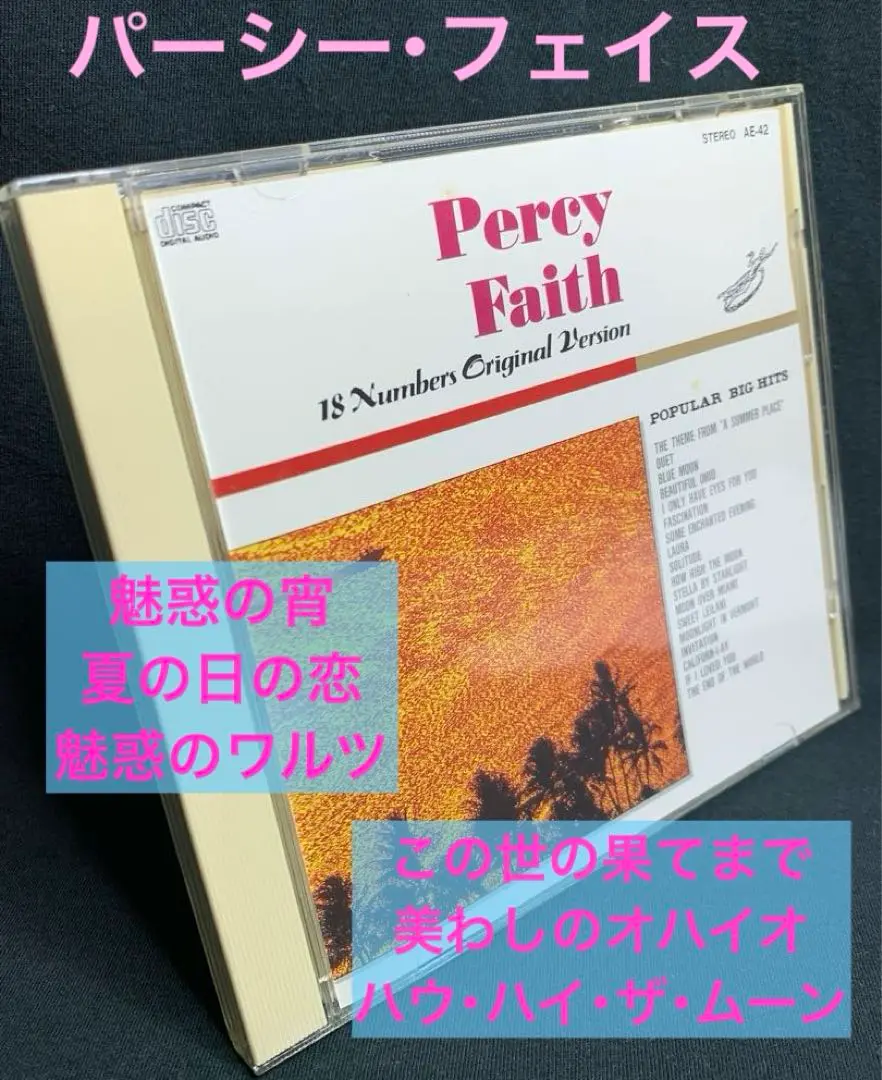 パーシー・フェイス
STEREO AE-42
COMPACT
disc
DIGITAL AUDIO
Percy
Faith
18 Numbers Original Version
POPULAR BIG HITS
THE THEME FROM "A SUMMER PLACE"
DUET
BLUE MOON
BEAUTIFUL OHIO
I ONLY HAVE EYES FOR YOU
FASCINATION
SOME ENCHANTED EVENING
LAURA
SOLITUDE
HOW HIGH THE MOON
STELLA BY STARLIGHT
MOON OVER MIAMI
SWEET LEILANI
MOONLIGHT IN VERMONT
INVITATION
CALIFORN-I-AY
IF I LOVED YOU
THE END OF THE WORLD
魅惑の宵
夏の日の恋
魅惑のワルツ
この世の果てまで
美わしのオハイオ
ハウ・ハイ・ザ・ムーン